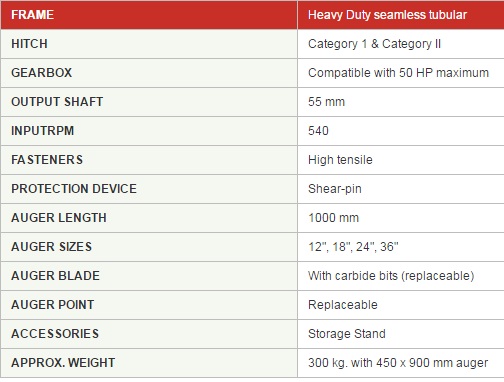 FRAME Heavy Duty seamless tubular
HITCH Category 1 & Category II
GEARBOX Compatible with 50 HP maximum
OUTPUT SHAFT 55 mm
INPUTRPM 540
FASTENERS High tensile
PROTECTION DEVICE Shear-pin
AUGER LENGTH 1000 mm
AUGER SIZES 12", 18", 24", 36"
AUGER BLADE With carbide bits (replaceable)
AUGER POINT Replaceable
ACCESSORIES Storage Stand
APPROX. WEIGHT 300 kg. with 450 x 900 mm auger